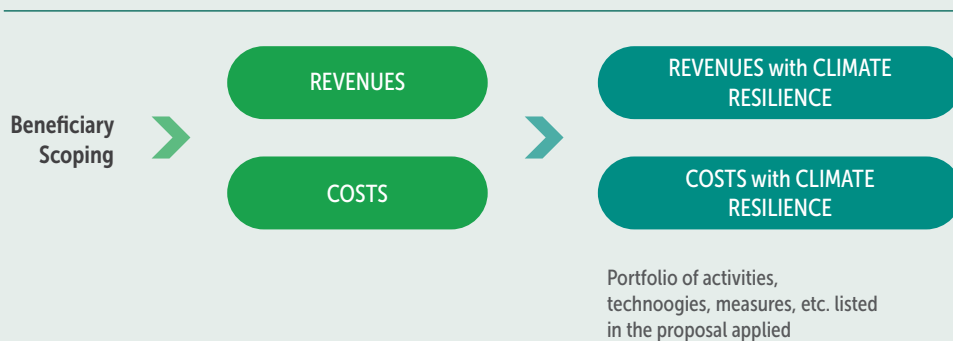 Beneficiary
Scoping
REVENUES
COSTS
REVENUES with CLIMATE
RESILIENCE
COSTS with CLIMATE
RESILIENCE
Portfolio of activities,
technoogies, measures, etc. listed
in the proposal applied